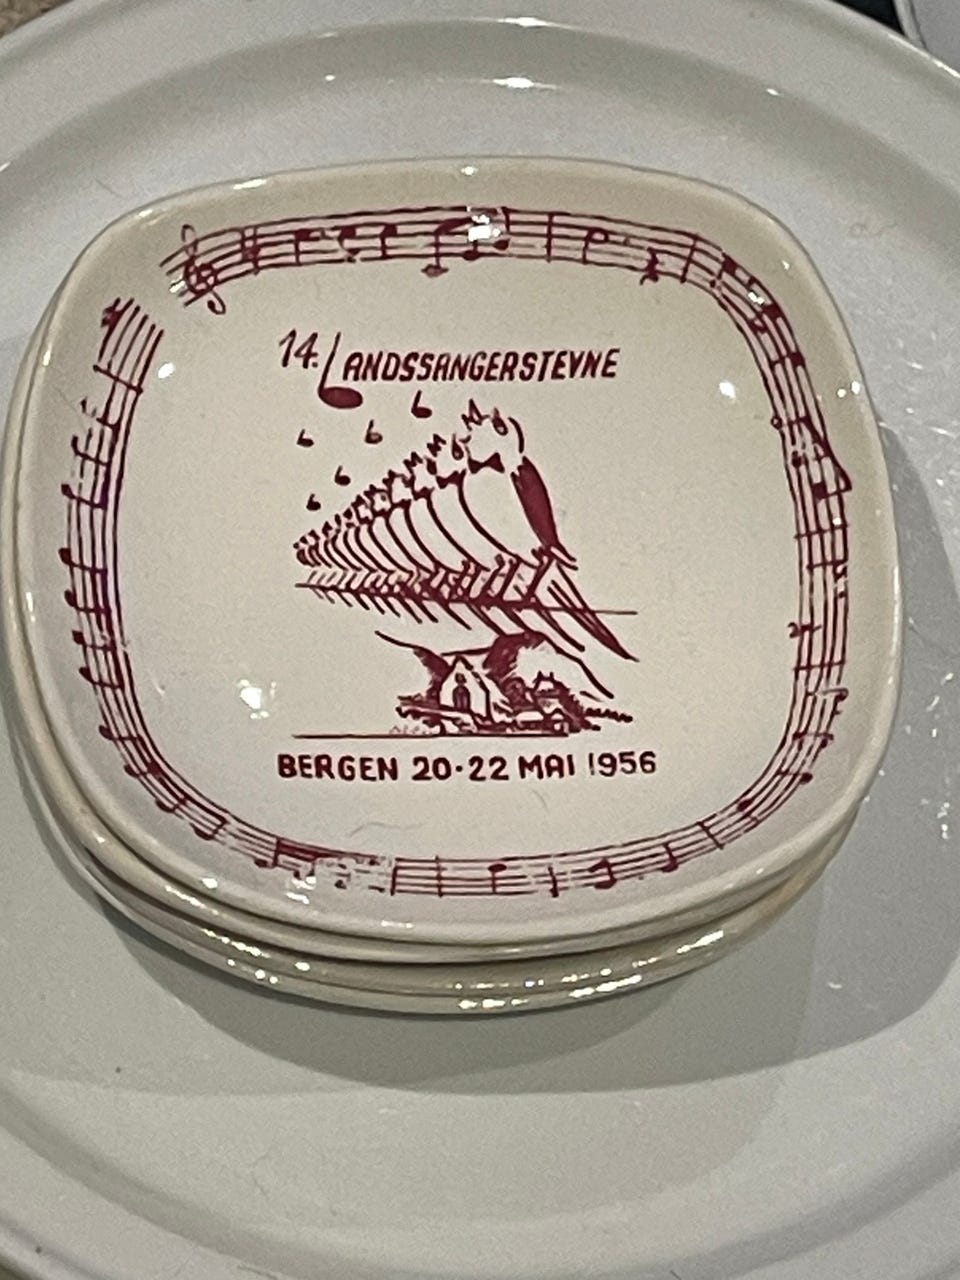 14. LANDSSANGERSTEVNE
BERGEN 20-22 MAI 1956